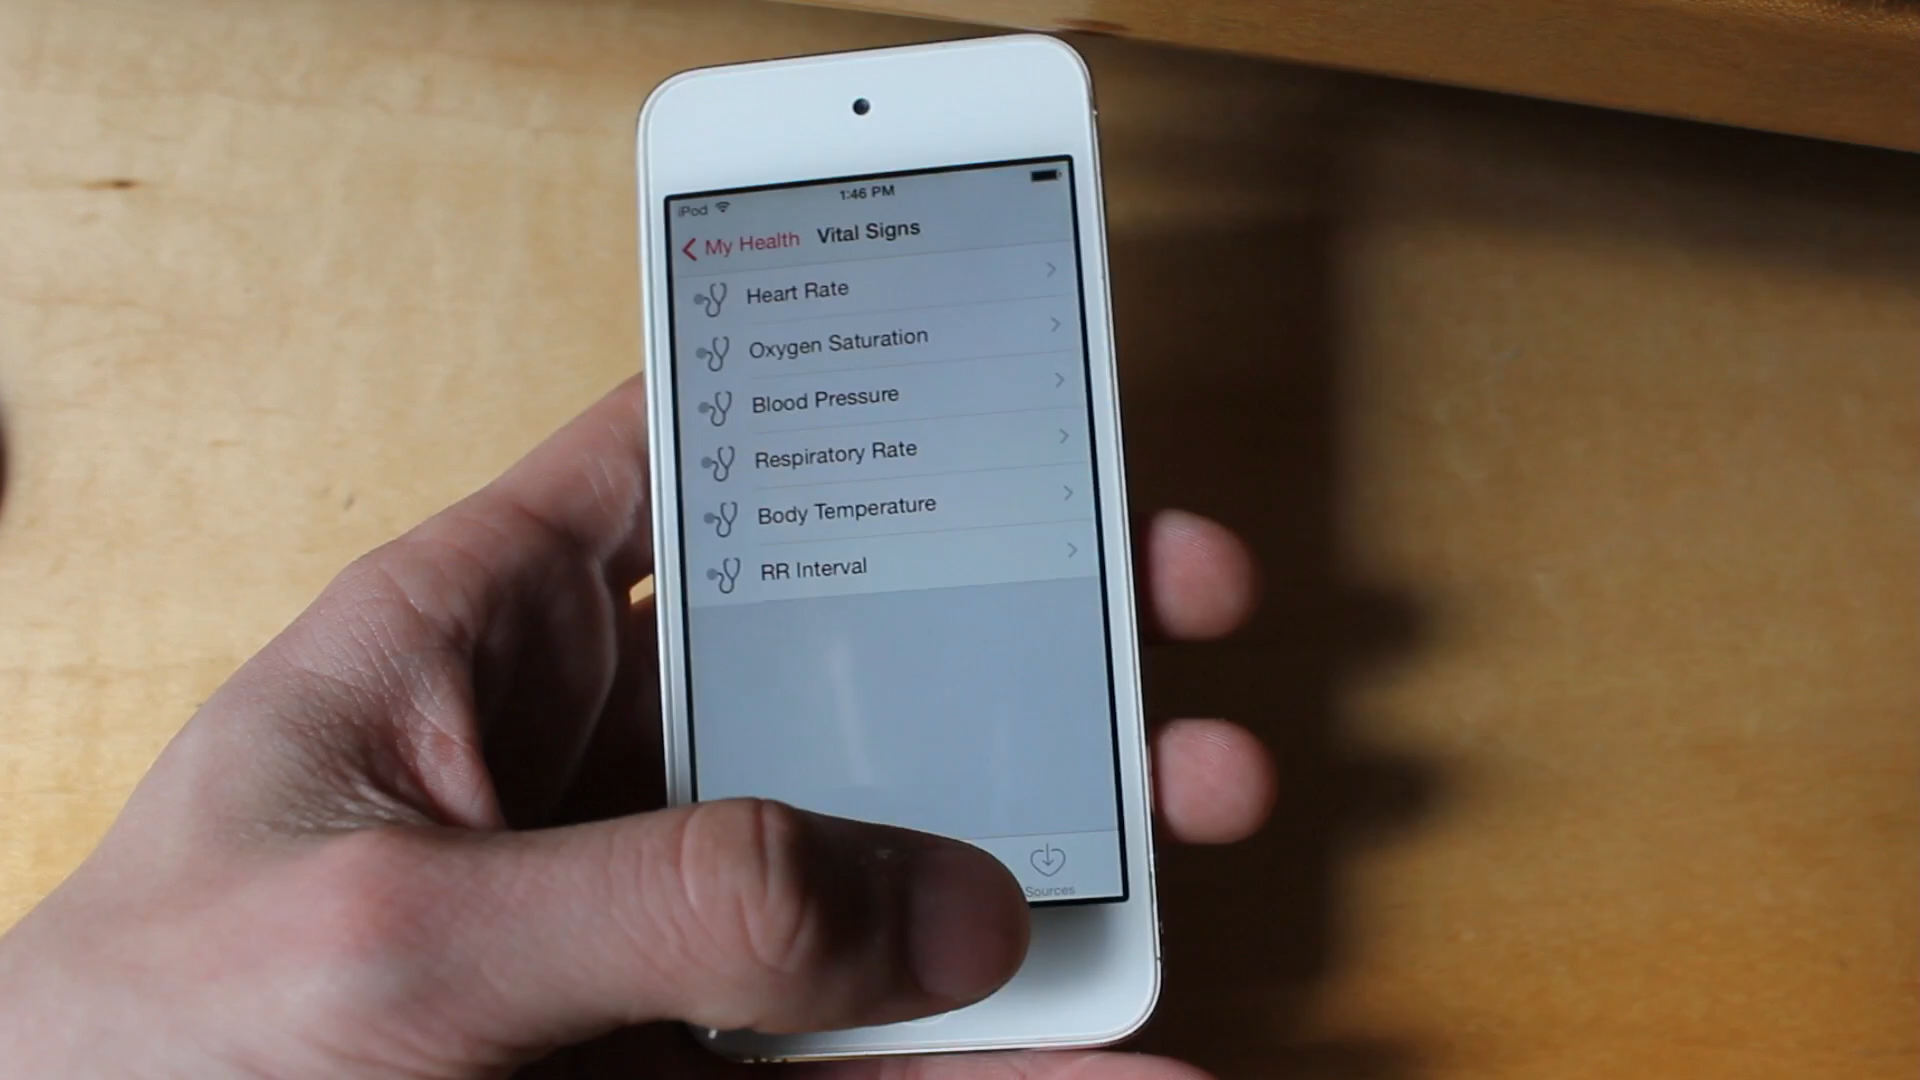 iPod
1:46 PM
My Health
Vital Signs
Heart Rate
Oxygen Saturation
Blood Pressure
Respiratory Rate
Body Temperature
RR Interval
Sources